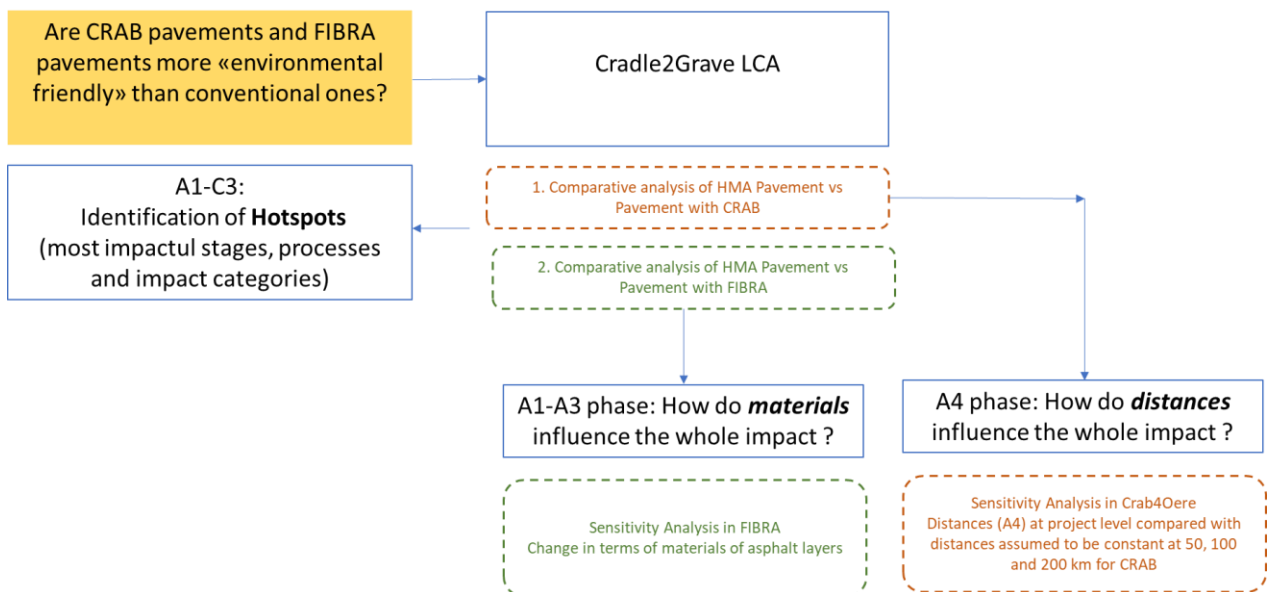 Are CRAB pavements and FIBRA
pavements more «environmental
friendly» than conventional ones?
Cradle2Grave LCA
A1-C3:
Identification of Hotspots
(most impactul stages, processes
and impact categories)
1. Comparative analysis of HMA Pavement vs
Pavement with CRAB
2. Comparative analysis of HMA Pavement vs
Pavement with FIBRA
A1-A3 phase: How do materials
influence the whole impact ?
A4 phase: How do distances
influence the whole impact ?
Sensitivity Analysis in FIBRA
Change in terms of materials of asphalt layers
Sensitivity Analysis in Crab4Oere
Distances (A4) at project level compared with
distances assumed to be constant at 50, 100
and 200 km for CRAB